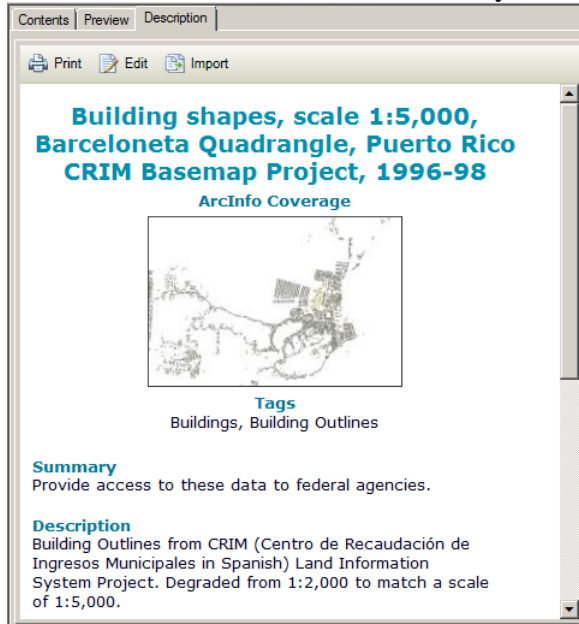 Contents Preview Description
Print Edit Import
Building shapes, scale 1:5,000,
Barceloneta Quadrangle, Puerto Rico
CRIM Basemap Project, 1996-98
ArcInfo Coverage
Tags
Buildings, Building Outlines
Summary
Provide access to these data to federal agencies.
Description
Building Outlines from CRIM (Centro de Recaudación de
Ingresos Municipales in Spanish) Land Information
System Project. Degraded from 1:2,000 to match a scale
of 1:5,000.